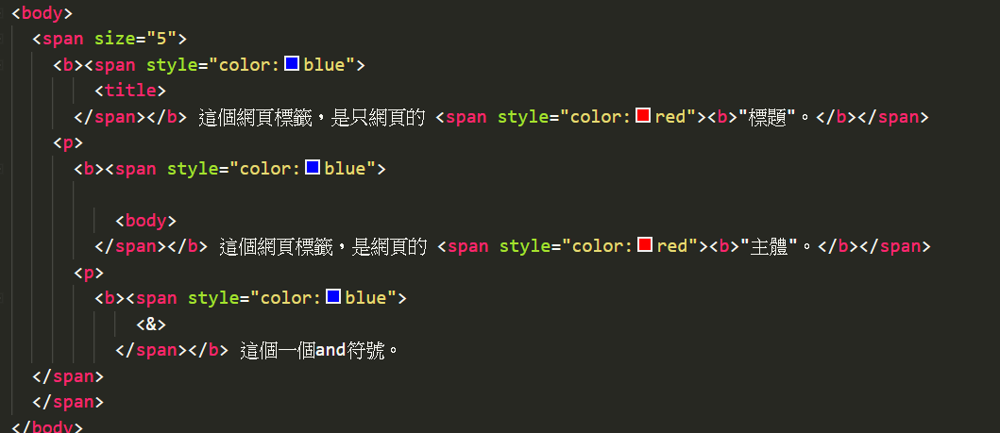 <body>
<span size="5">
<b><span style="color:blue">
<title>
</span></b> 這個網頁標籤，是只網頁的 <span style="color:red"><b>"標題"。</b></span>
<p>
<b><span style="color:blue">
<body>
</span></b> 這個網頁標籤，是網頁的 <span style="color:red"><b>"主體"。</b></span>
<p>
<b><span style="color:blue">
<&>
</span></b> 這個一個and符號。
</span>
</span>
</body>